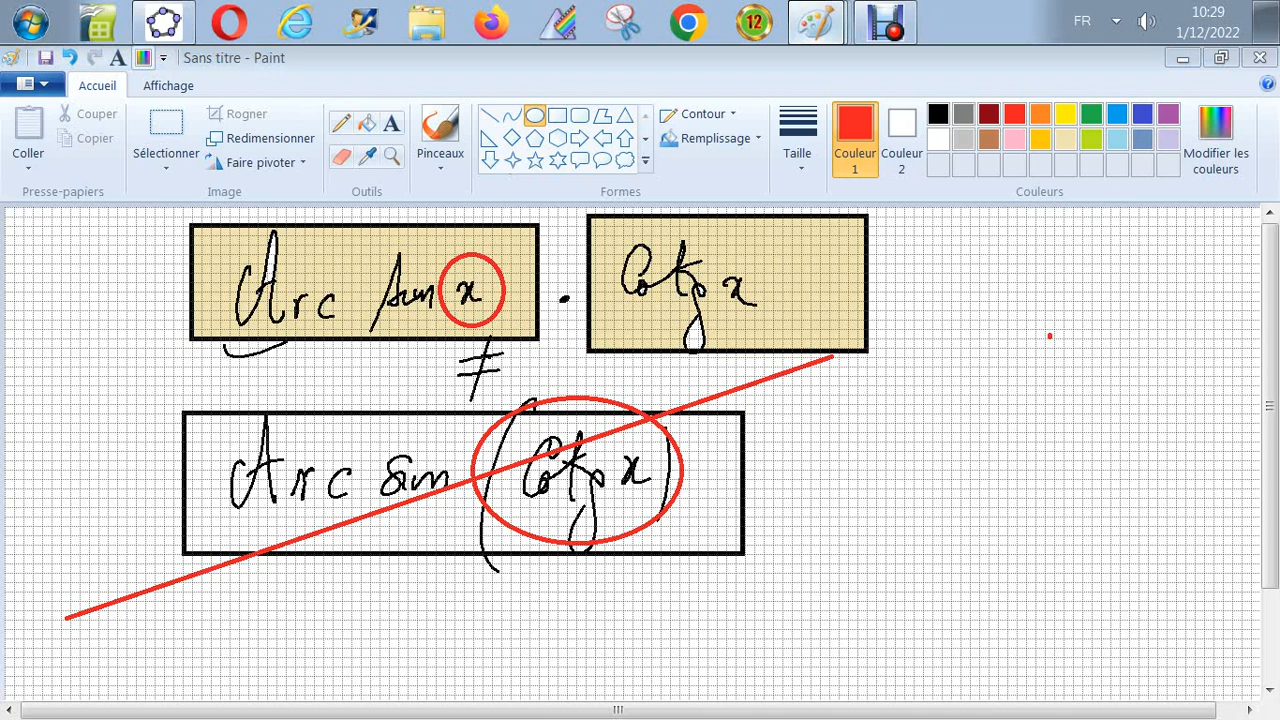 FR
10:29
1/12/2022
12
Sans titre - Paint
Accueil Affichage
Coller
Couper
Copier
Presse-papiers
Sélectionner
Rogner
Redimensionner
Faire pivoter
Image
A
Outils
Pinceaux
Contour
Remplissage
Formes
Taille
Couleur 1
Couleur 2
Modifier les couleurs
Couleurs
Arc sin x . Cotg x
≠
Arc sin (Cotg x)